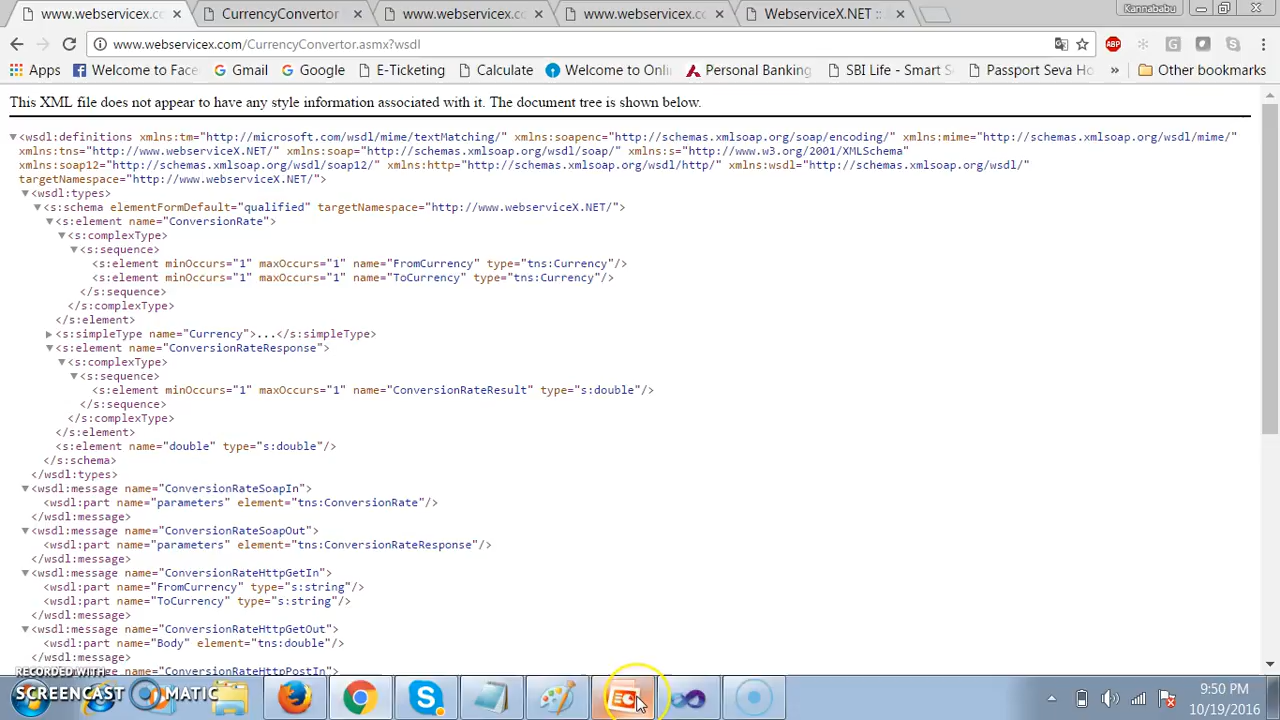 www.webservicex.cc
CurrencyConvertor
www.webservicex.cc
www.webservicex.cc
WebserviceX.NET ::
Kannababu
www.webservicex.com/CurrencyConvertor.asmx?wsdl
ABP
Apps
Welcome to Face
Gmail
Google
E-Ticketing
Calculate
Welcome to Onli
Personal Banking
SBI Life - Smart S
Passport Seva Ho
»
Other bookmarks
This XML file does not appear to have any style information associated with it. The document tree is shown below.
<wsdl:definitions xmlns:tm="http://microsoft.com/wsdl/mime/textMatching/" xmlns:soapenc="http://schemas.xmlsoap.org/soap/encoding/" xmlns:mime="http://schemas.xmlsoap.org/wsdl/mime/"
xmlns:tns="http://www.webserviceX.NET/" xmlns:soap="http://schemas.xmlsoap.org/wsdl/soap/" xmlns:s="http://www.w3.org/2001/XMLSchema"
xmlns:soap12="http://schemas.xmlsoap.org/wsdl/soap12/" xmlns:http="http://schemas.xmlsoap.org/wsdl/http/" xmlns:wsdl="http://schemas.xmlsoap.org/wsdl/"
targetNamespace="http://www.webserviceX.NET/">
<wsdl:types>
<s:schema elementFormDefault="qualified" targetNamespace="http://www.webserviceX.NET/">
<s:element name="ConversionRate">
<s:complexType>
<s:sequence>
<s:element minOccurs="1" maxOccurs="1" name="FromCurrency" type="tns:Currency"/>
<s:element minOccurs="1" maxOccurs="1" name="ToCurrency" type="tns:Currency"/>
</s:sequence>
</s:complexType>
</s:element>
<s:simpleType name="Currency">...</s:simpleType>
<s:element name="ConversionRateResponse">
<s:complexType>
<s:sequence>
<s:element minOccurs="1" maxOccurs="1" name="ConversionRateResult" type="s:double"/>
</s:sequence>
</s:complexType>
</s:element>
<s:element name="double" type="s:double"/>
</s:schema>
</wsdl:types>
<wsdl:message name="ConversionRateSoapIn">
<wsdl:part name="parameters" element="tns:ConversionRate"/>
</wsdl:message>
<wsdl:message name="ConversionRateSoapOut">
<wsdl:part name="parameters" element="tns:ConversionRateResponse"/>
</wsdl:message>
<wsdl:message name="ConversionRateHttpGetIn">
<wsdl:part name="FromCurrency" type="s:string"/>
<wsdl:part name="ToCurrency" type="s:string"/>
</wsdl:message>
<wsdl:message name="ConversionRateHttpGetOut">
<wsdl:part name="Body" element="tns:double"/>
</wsdl:message>
<wsdl:message name="ConversionRateHttpPostIn">
RECORDED WITH
SCREENCAST MATIC
9:50 PM
10/19/2016